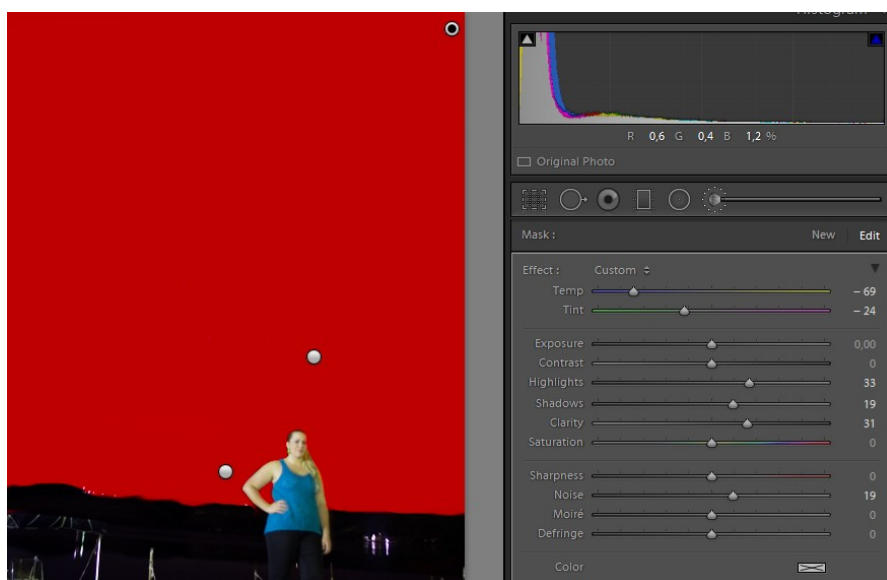 Histogram
R 0,6 G 0,4 B 1,2 %
Original Photo
Mask : New Edit
Effect : Custom
Temp – 69
Tint – 24
Exposure 0,00
Contrast 0
Highlights 33
Shadows 19
Clarity 31
Saturation 0
Sharpness 0
Noise 19
Moiré 0
Defringe 0
Color